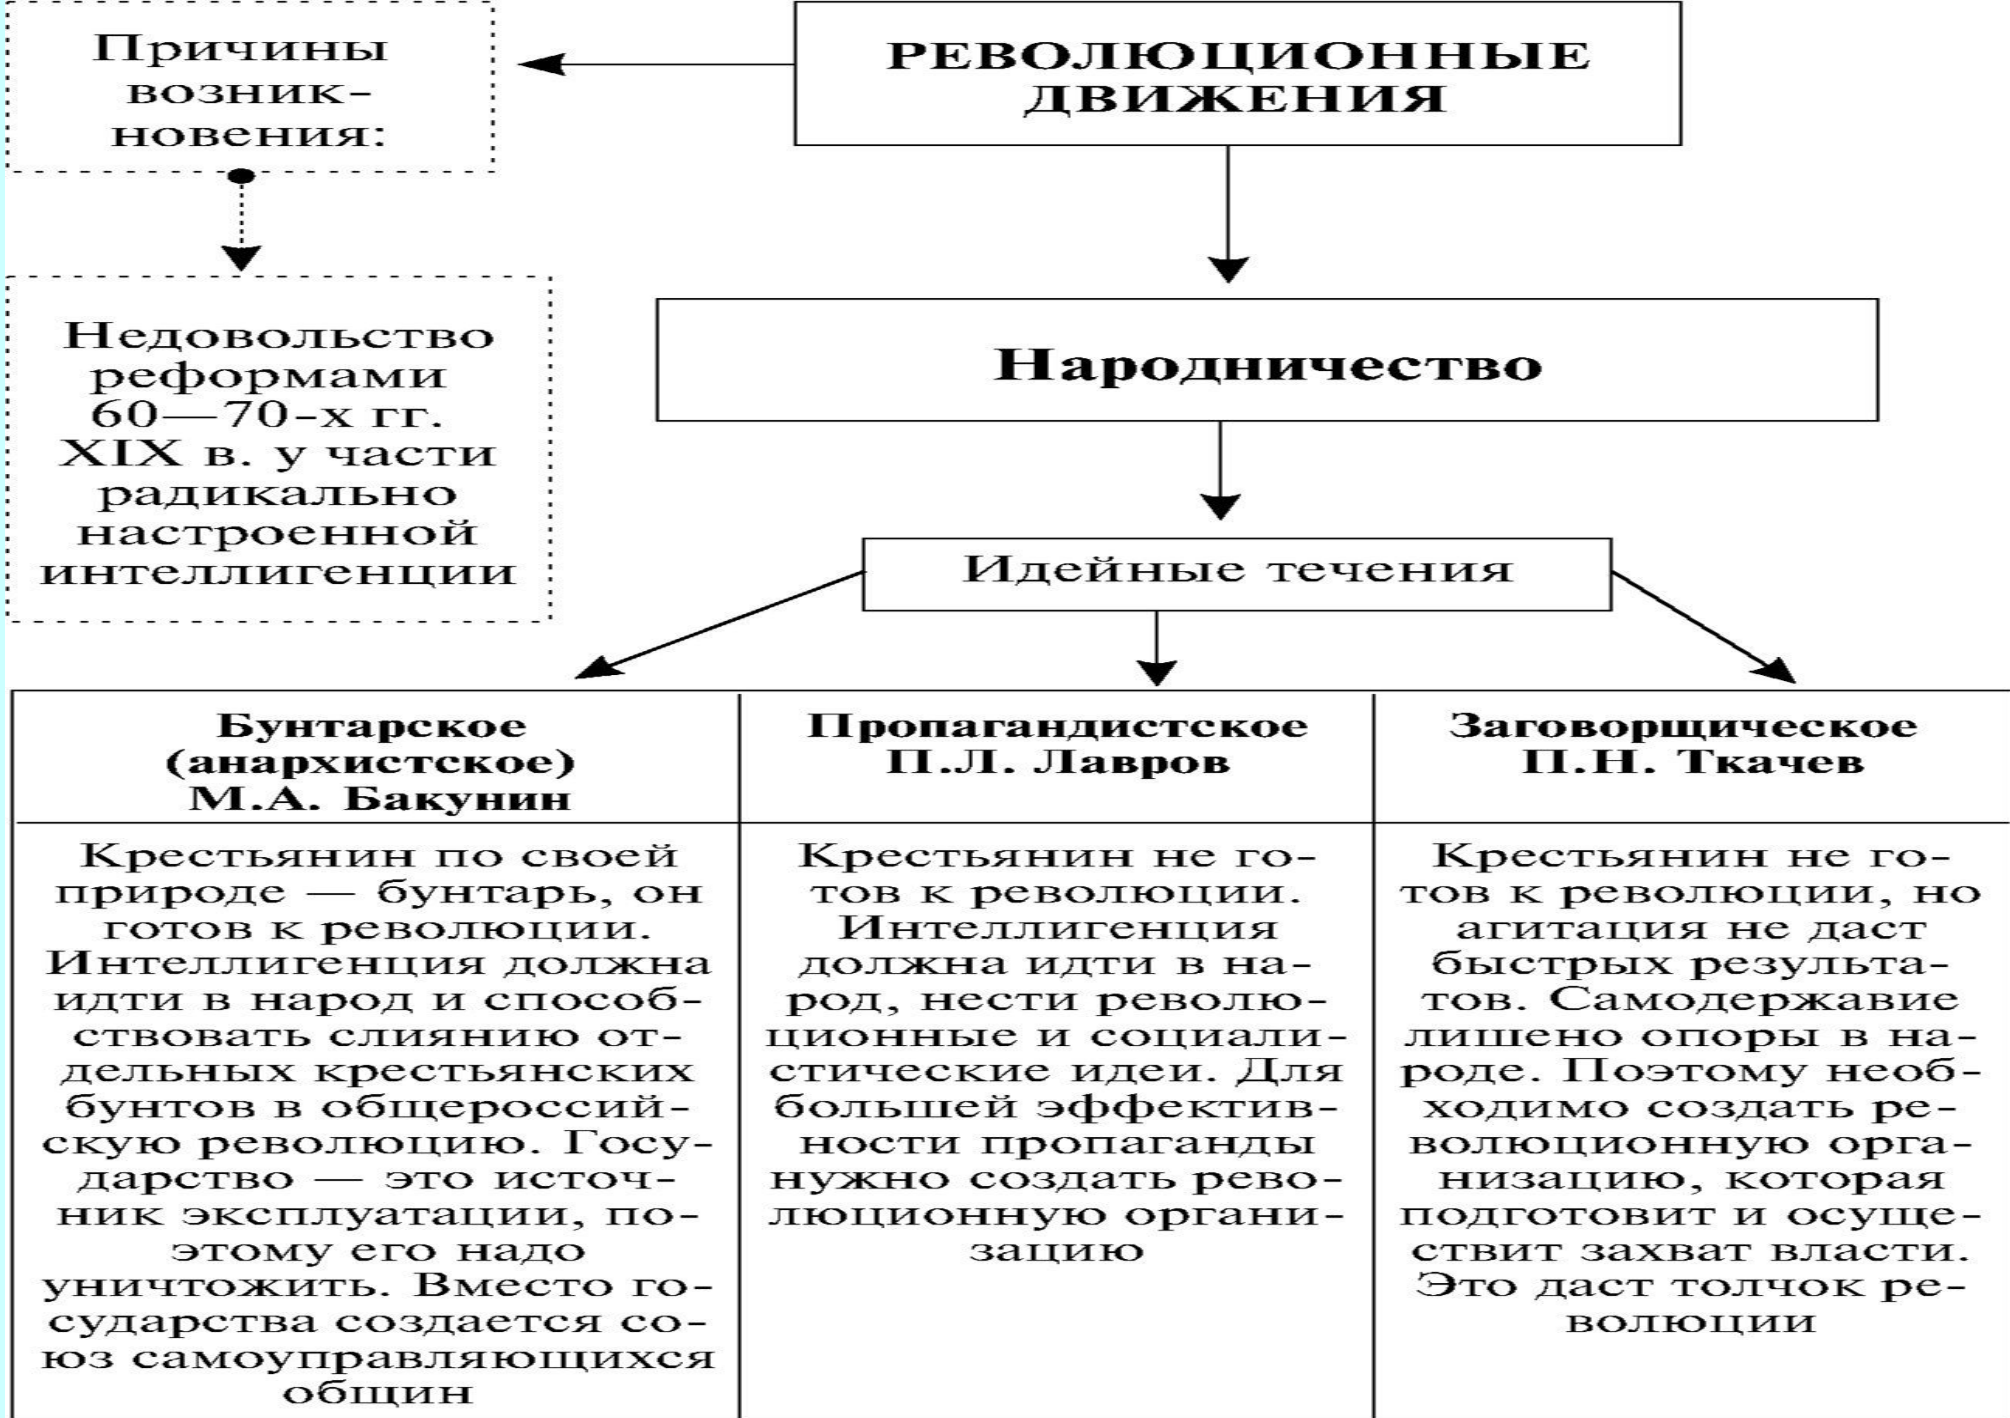 Причины
возник-
новения:
РЕВОЛЮЦИОННЫЕ
ДВИЖЕНИЯ
Недовольство
реформами
60—70-х гг.
XIX в. у части
радикально
настроенной
интеллигенции
Народничество
Идейные течения
Бунтарское
(анархистское)
М.А. Бакунин
Крестьянин по своей
природе — бунтарь, он
готов к революции.
Интеллигенция должна
идти в народ и способ-
ствовать слиянию от-
дельных крестьянских
бунтов в общероссий-
скую революцию. Госу-
дарство — это источ-
ник эксплуатации, по-
этому его надо
уничтожить. Вместо го-
сударства создается со-
юз самоуправляющихся
общин
Пропагандистское
П.Л. Лавров
Крестьянин не го-
тов к революции.
Интеллигенция
должна идти в на-
род, нести револю-
ционные и социали-
стические идеи. Для
большей эффектив-
ности пропаганды
нужно создать рево-
люционную органи-
зацию
Заговорщическое
П.Н. Ткачев
Крестьянин не го-
тов к революции, но
агитация не даст
быстрых результа-
тов. Самодержавие
лишено опоры в на-
роде. Поэтому необ-
ходимо создать ре-
волюционную орга-
низацию, которая
подготовит и осуще-
ствит захват власти.
Это даст толчок ре-
волюции